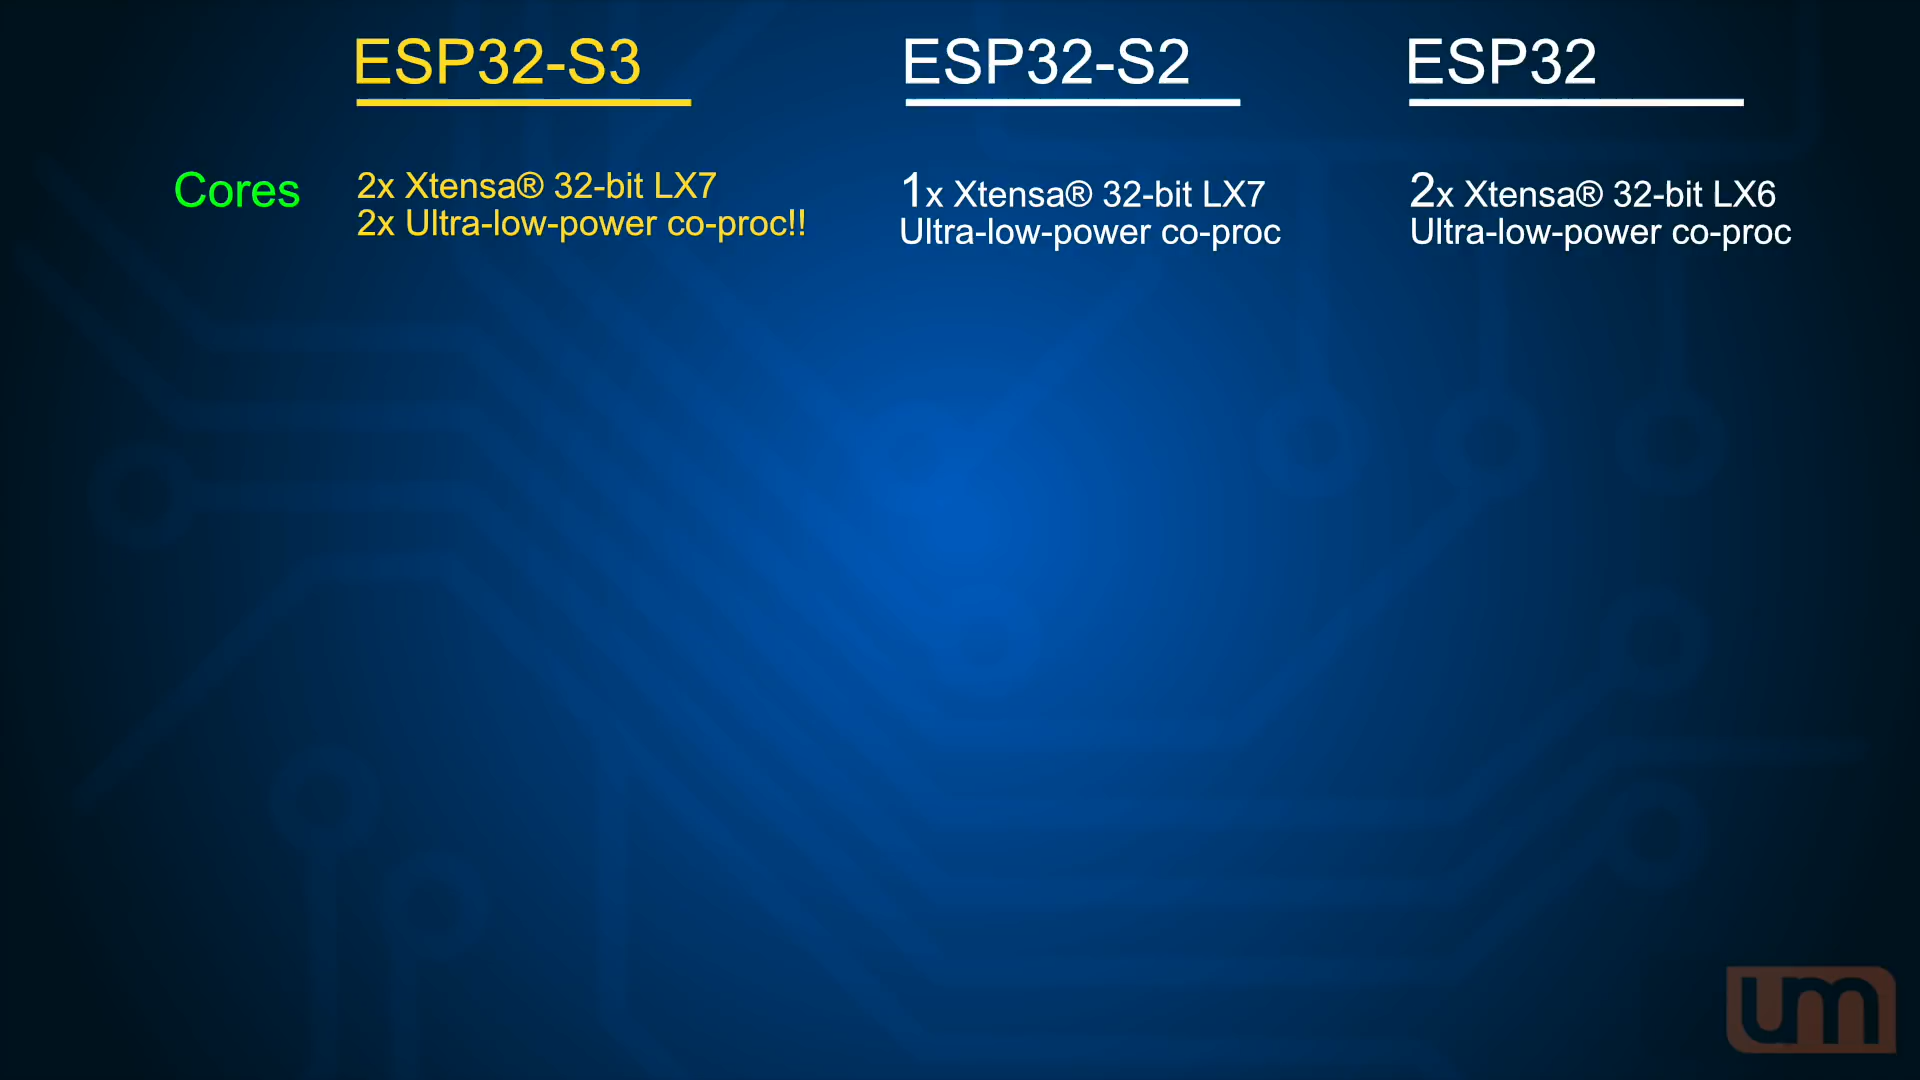 ESP32-S3 ESP32-S2 ESP32
Cores
2x Xtensa® 32-bit LX7
2x Ultra-low-power co-proc!!
1x Xtensa® 32-bit LX7
Ultra-low-power co-proc
2x Xtensa® 32-bit LX6
Ultra-low-power co-proc
um